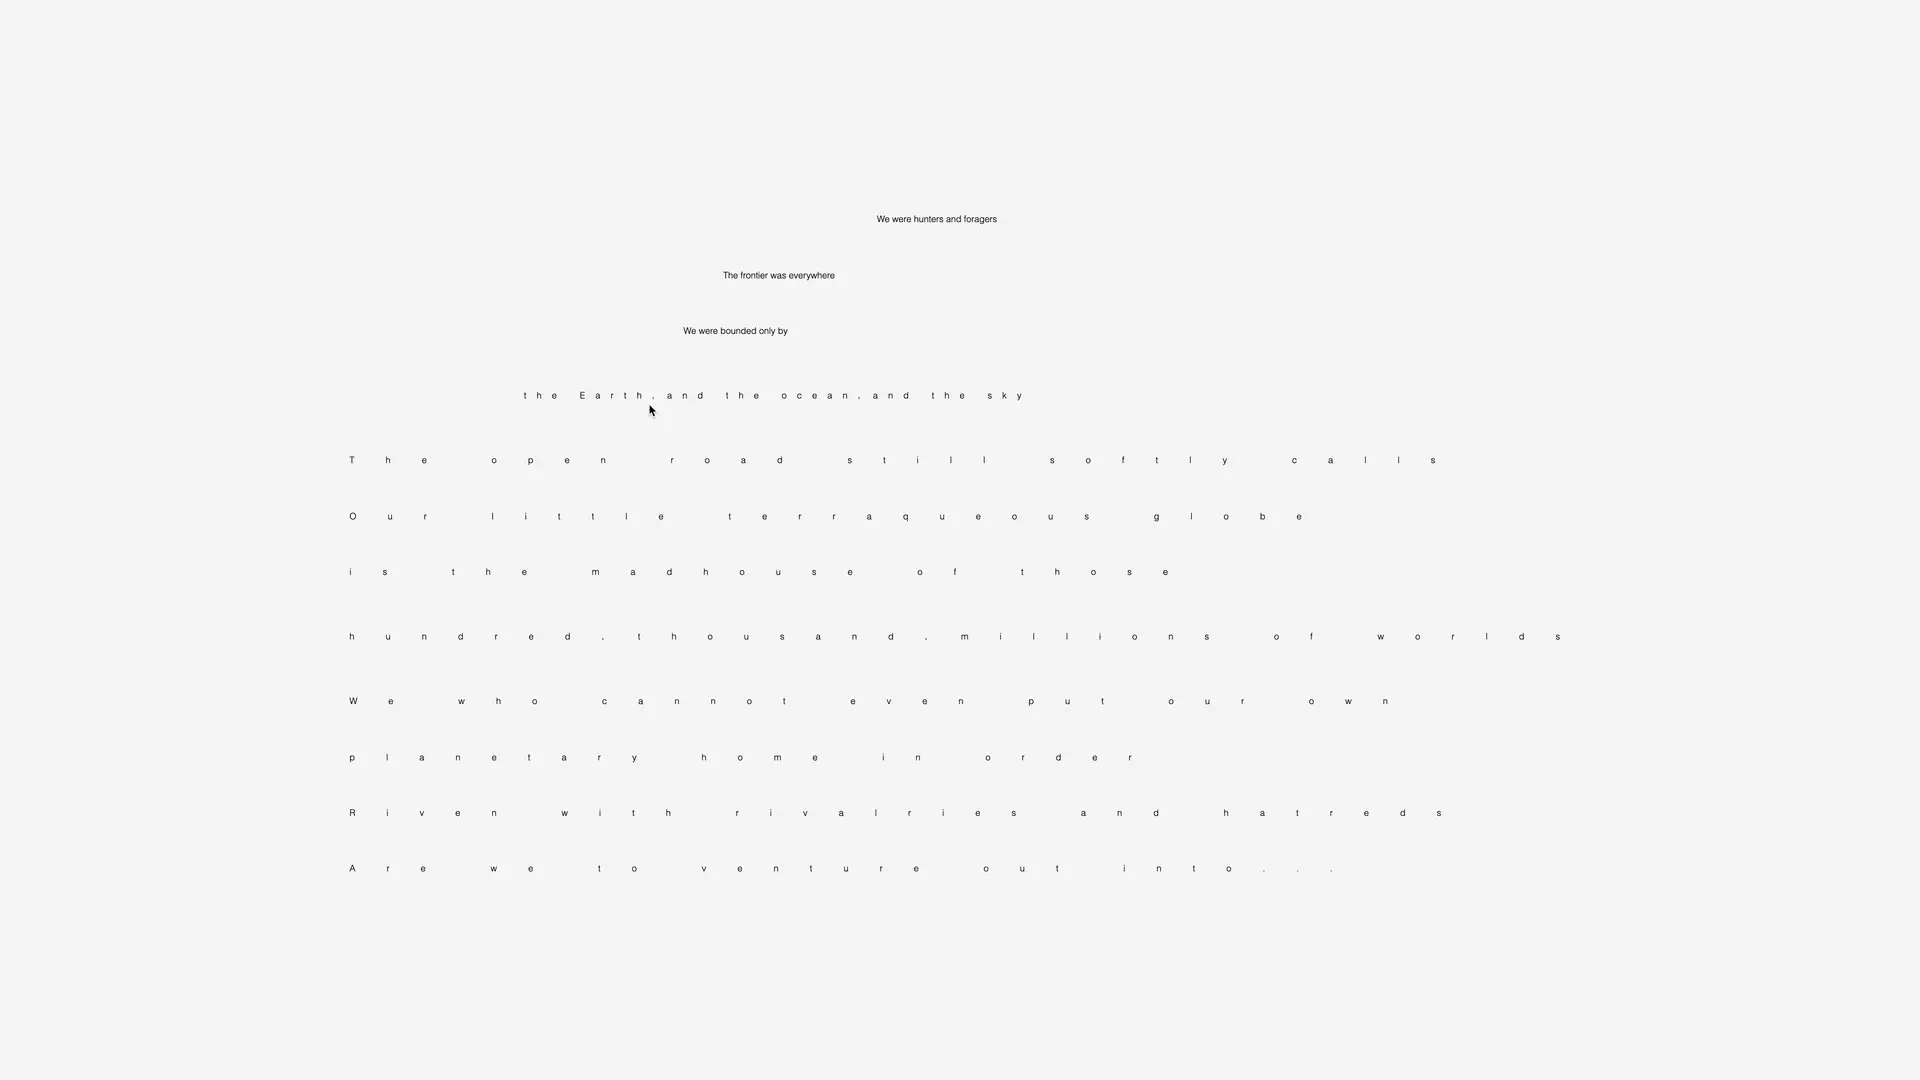 We were hunters and foragers
The frontier was everywhere
We were bounded only by
the Earth,and the ocean,and the sky
The open road still softly calls
Our little terraqueous globe
is the madhouse of those
hundred,thousand,millions of worlds
We who cannot even put our own
planetary home in order
Riven with rivalries and hatreds
Are we to venture out into...